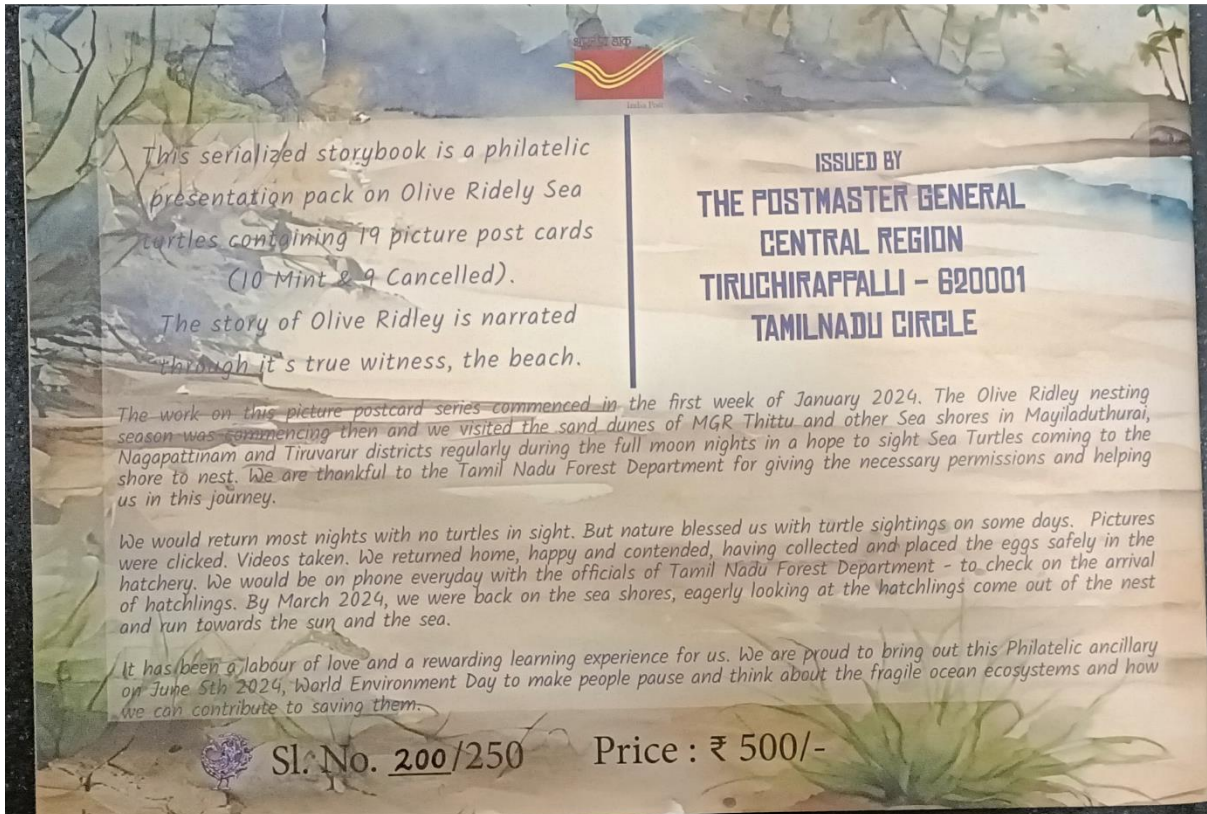 भारतीय डाक
India Post
This serialized storybook is a philatelic
presentation pack on Olive Ridely Sea
turtles containing 19 picture post cards
(10 Mint & 9 Cancelled).
The story of Olive Ridley is narrated
through it's true witness, the beach.
ISSUED BY
THE POSTMASTER GENERAL
CENTRAL REGION
TIRUCHIRAPPALLI - 620001
TAMILNADU CIRCLE
The work on this picture postcard series commenced in the first week of January 2024. The Olive Ridley nesting
season was commencing then and we visited the sand dunes of MGR Thittu and other Sea shores in Mayiladuthurai,
Nagapattinam and Tiruvarur districts regularly during the full moon nights in a hope to sight Sea Turtles coming to the
shore to nest. We are thankful to the Tamil Nadu Forest Department for giving the necessary permissions and helping
us in this journey.
We would return most nights with no turtles in sight. But nature blessed us with turtle sightings on some days. Pictures
were clicked. Videos taken. We returned home, happy and contended, having collected and placed the eggs safely in the
hatchery. We would be on phone everyday with the officials of Tamil Nadu Forest Department - to check on the arrival
of hatchlings. By March 2024, we were back on the sea shores, eagerly looking at the hatchlings come out of the nest
and run towards the sun and the sea.
It has been a labour of love and a rewarding learning experience for us. We are proud to bring out this Philatelic ancillary
on June 5th 2024, World Environment Day to make people pause and think about the fragile ocean ecosystems and how
we can contribute to saving them.
Sl. No. 200/250 Price : ₹ 500/-